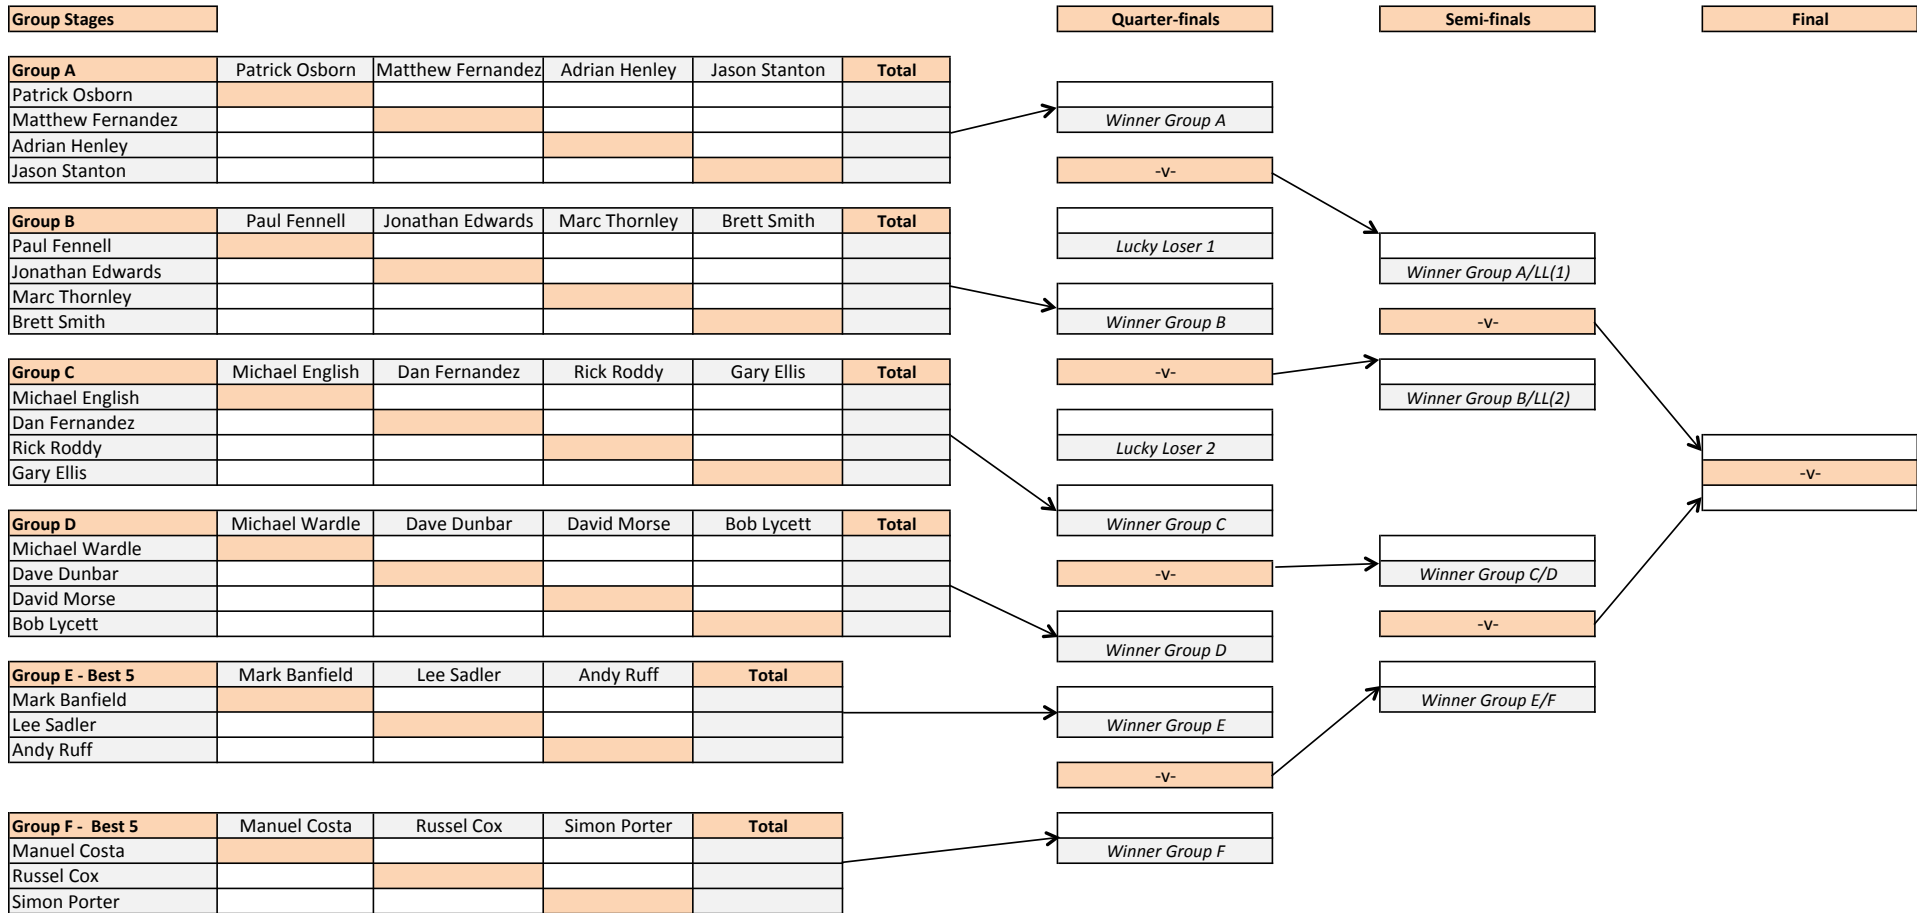 Group Stages
Quarter-finals
Semi-finals
Final
Group A Patrick Osborn Matthew Fernandez Adrian Henley Jason Stanton Total
Patrick Osborn
Matthew Fernandez
Adrian Henley
Jason Stanton
Group B Paul Fennell Jonathan Edwards Marc Thornley Brett Smith Total
Paul Fennell
Jonathan Edwards
Marc Thornley
Brett Smith
Group C Michael English Dan Fernandez Rick Roddy Gary Ellis Total
Michael English
Dan Fernandez
Rick Roddy
Gary Ellis
Group D Michael Wardle Dave Dunbar David Morse Bob Lycett Total
Michael Wardle
Dave Dunbar
David Morse
Bob Lycett
Group E - Best 5 Mark Banfield Lee Sadler Andy Ruff Total
Mark Banfield
Lee Sadler
Andy Ruff
Group F - Best 5 Manuel Costa Russel Cox Simon Porter Total
Manuel Costa
Russel Cox
Simon Porter
Winner Group A
-v-
Lucky Loser 1
Winner Group B
-v-
Lucky Loser 2
Winner Group C
-v-
Winner Group D
Winner Group E
-v-
Winner Group F
Winner Group A/LL(1)
-v-
Winner Group B/LL(2)
Winner Group C/D
-v-
Winner Group E/F
-v-